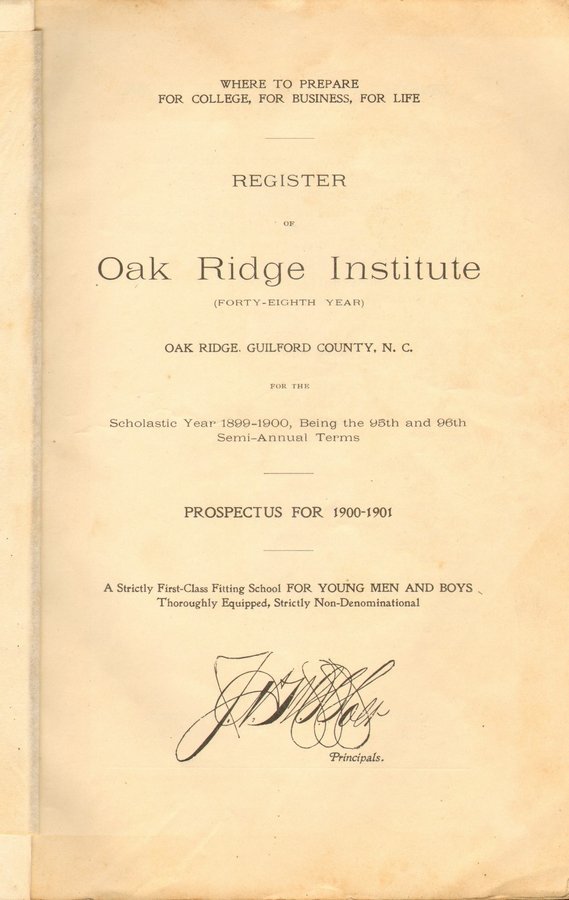 WHERE TO PREPARE
FOR COLLEGE, FOR BUSINESS, FOR LIFE
REGISTER
OF
Oak Ridge Institute
(FORTY-EIGHTH YEAR)
OAK RIDGE. GUILFORD COUNTY, N. C.
FOR THE
Scholastic Year 1899-1900, Being the 95th and 96th
Semi-Annual Terms
PROSPECTUS FOR 1900-1901
A Strictly First-Class Fitting School FOR YOUNG MEN AND BOYS
Thoroughly Equipped, Strictly Non-Denominational
Principals.